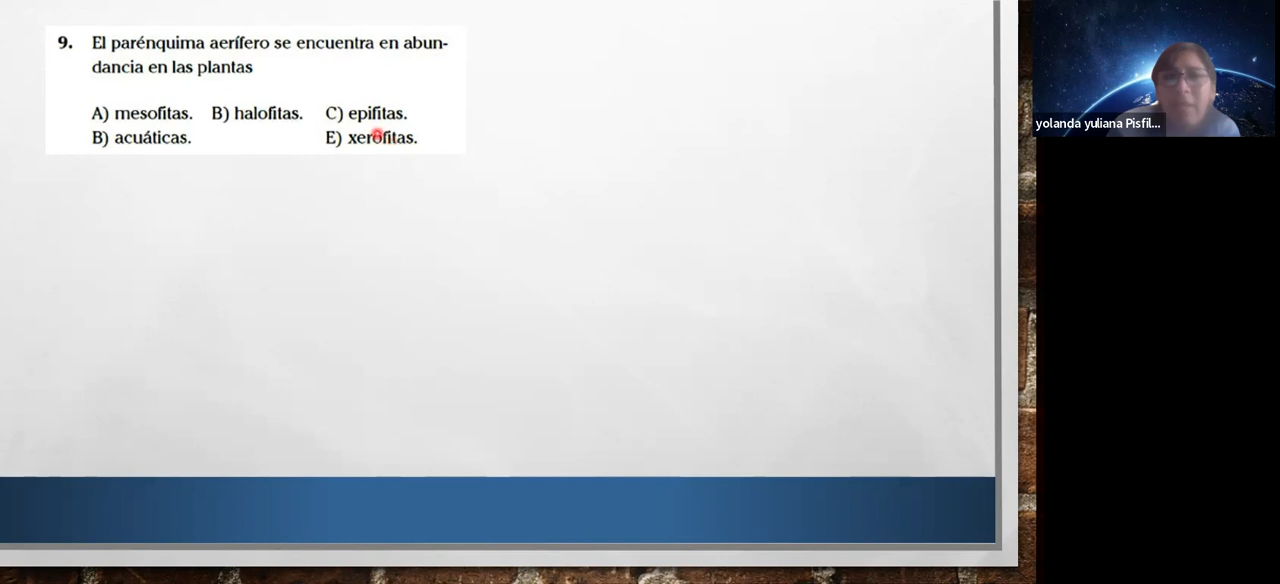 9. El parénquima aerífero se encuentra en abun-
dancia en las plantas
A) mesofitas. B) halofitas. C) epifitas.
B) acuáticas. E) xerofitas.
yolanda yuliana Pisfil...